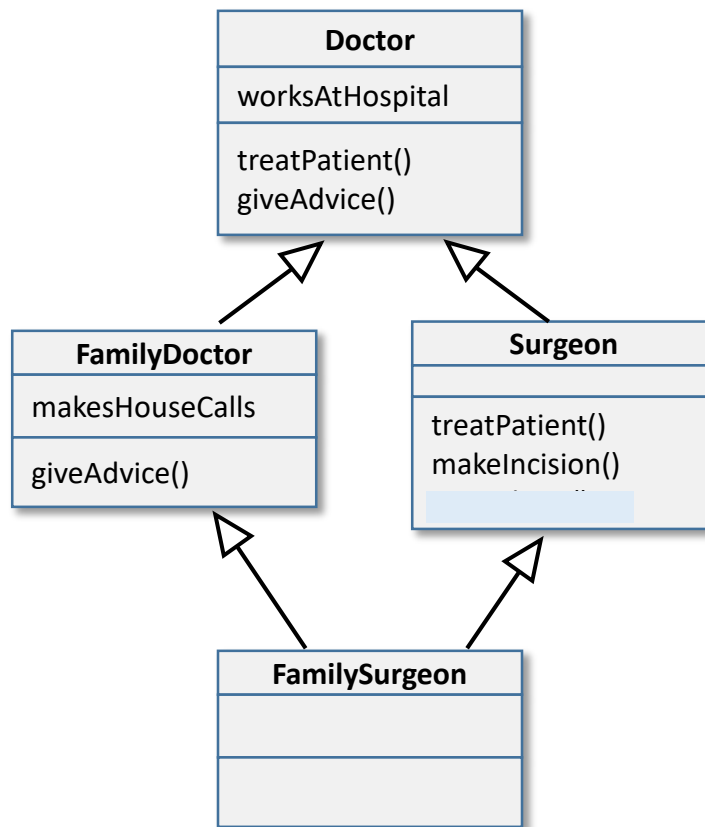 Doctor
worksAtHospital
treatPatient()
giveAdvice()
FamilyDoctor
makesHouseCalls
giveAdvice()
Surgeon
treatPatient()
makeIncision()
FamilySurgeon